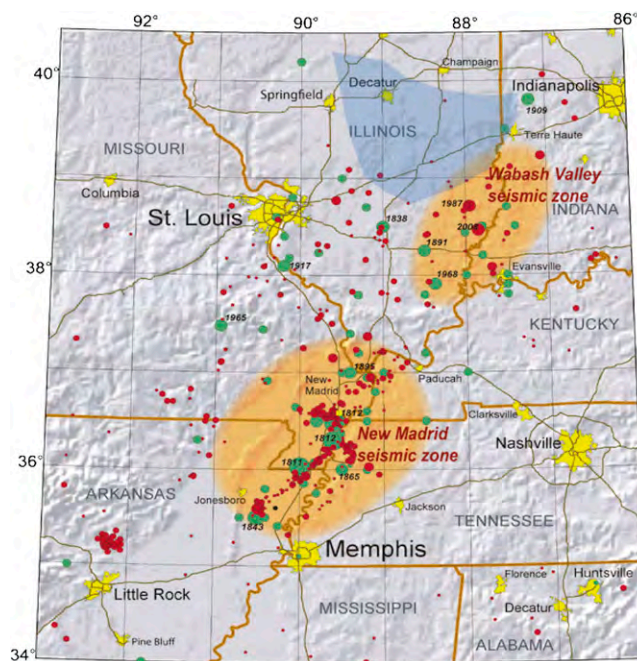 92°
90°
88°
86°
40°
Champaign
Decatur
Springfield
Indianapolis
1909
ILLINOIS
Terre Haute
MISSOURI
Wabash Valley
seismic zone
Columbia
1987
INDIANA
St. Louis
1838
1891
38°
1917
1968
Evansville
1965
KENTUCKY
1895
New
Madrid
Paducah
1812
Clarksville
1812
New Madrid
seismic zone
Nashville
36°
1811
1865
ARKANSAS
Jonesboro
Jackson
TENNESSEE
1843
Memphis
Little Rock
Florence
Huntsville
Decatur
MISSISSIPPI
Pine Bluff
ALABAMA
34°